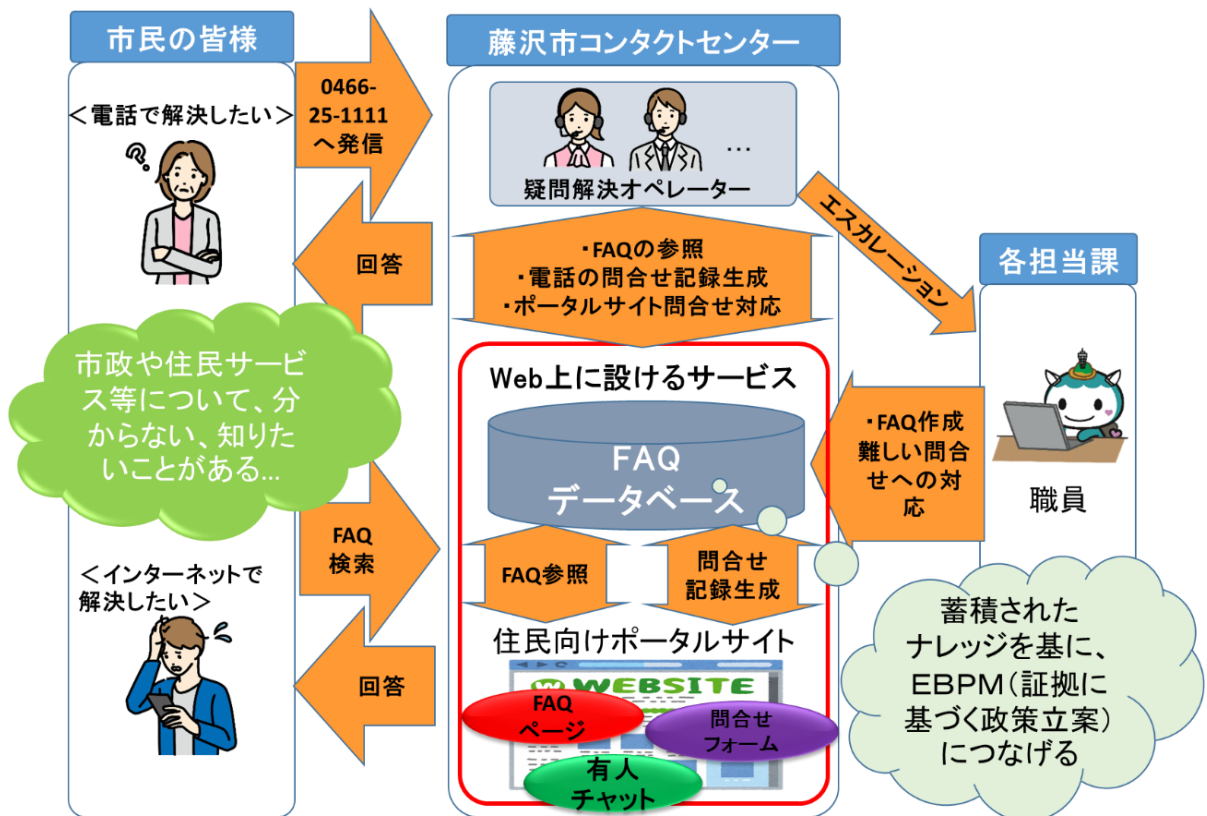 市民の皆様
藤沢市コンタクトセンター
＜電話で解決したい＞
0466-
25-1111
へ発信
回答
…
疑問解決オペレーター
エスカレーション
・FAQの参照
・電話の問合せ記録生成
・ポータルサイト問合せ対応
各担当課
市政や住民サービ
ス等について、分
からない、知りた
いことがある…
Web上に設けるサービス
FAQ
データベース
・FAQ作成
難しい問合
せへの対
応
職員
FAQ
検索
FAQ参照
問合せ
記録生成
＜インターネットで
解決したい＞
回答
住民向けポータルサイト
WEBSITE
FAQ
ページ
問合せ
フォーム
有人
チャット
蓄積された
ナレッジを基に、
ＥＢＰＭ（証拠に
基づく政策立案）
につなげる